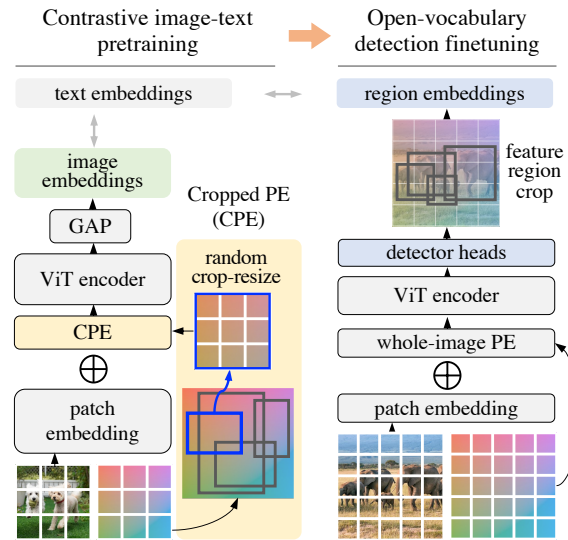 Contrastive image-text
pretraining
Open-vocabulary
detection finetuning
text embeddings
region embeddings
image
embeddings
feature
region
crop
GAP
Cropped PE
(CPE)
ViT encoder
random
crop-resize
detector heads
ViT encoder
CPE
whole-image PE
patch
embedding
patch embedding